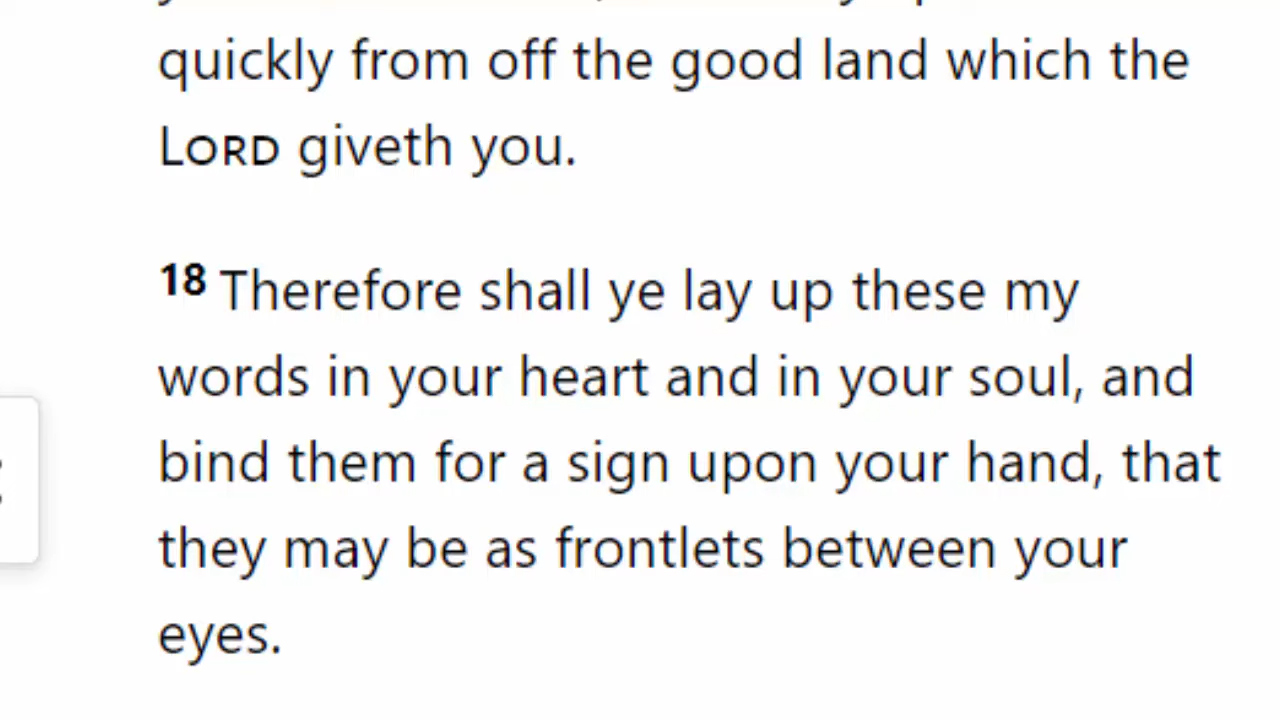 quickly from off the good land which the
LORD giveth you.
18 Therefore shall ye lay up these my
words in your heart and in your soul, and
bind them for a sign upon your hand, that
they may be as frontlets between your
eyes.